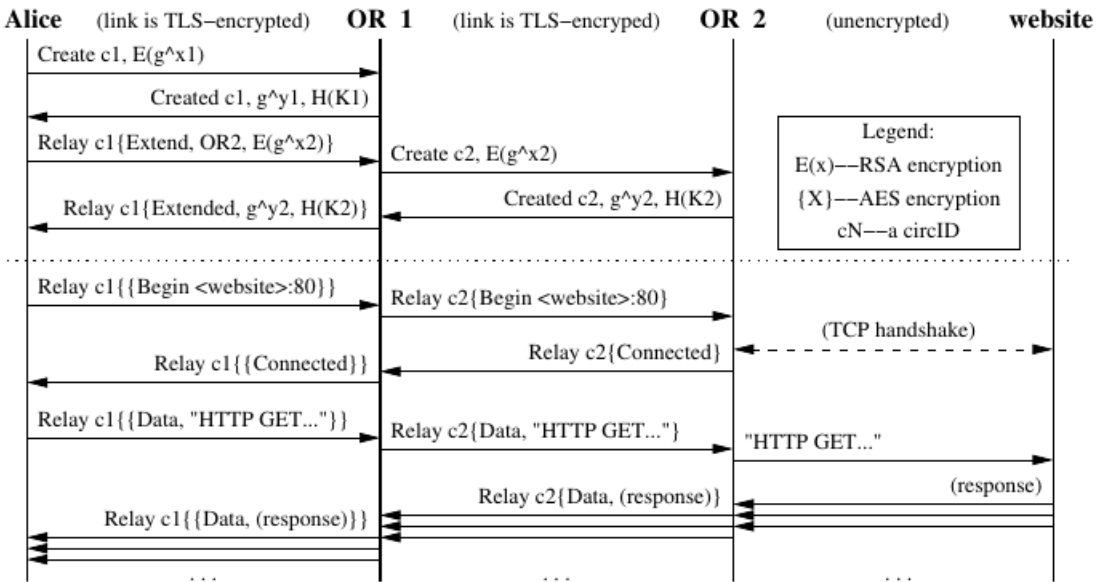 Alice (link is TLS−encrypted) OR 1 (link is TLS−encryped) OR 2 (unencrypted) website
Create c1, E(g^x1)
Created c1, g^y1, H(K1)
Relay c1{Extend, OR2, E(g^x2)}
Create c2, E(g^x2)
Created c2, g^y2, H(K2)
Relay c1{Extended, g^y2, H(K2)}
Legend:
E(x)−−RSA encryption
{X}−−AES encryption
cN−−a circID
Relay c1{{Begin <website>:80}}
Relay c2{Begin <website>:80}
(TCP handshake)
Relay c2{Connected}
Relay c1{{Connected}}
Relay c1{{Data, "HTTP GET..."}}
Relay c2{Data, "HTTP GET..."}
"HTTP GET..."
(response)
Relay c2{Data, (response)}
Relay c1{{Data, (response)}}
. . . . . . . . .